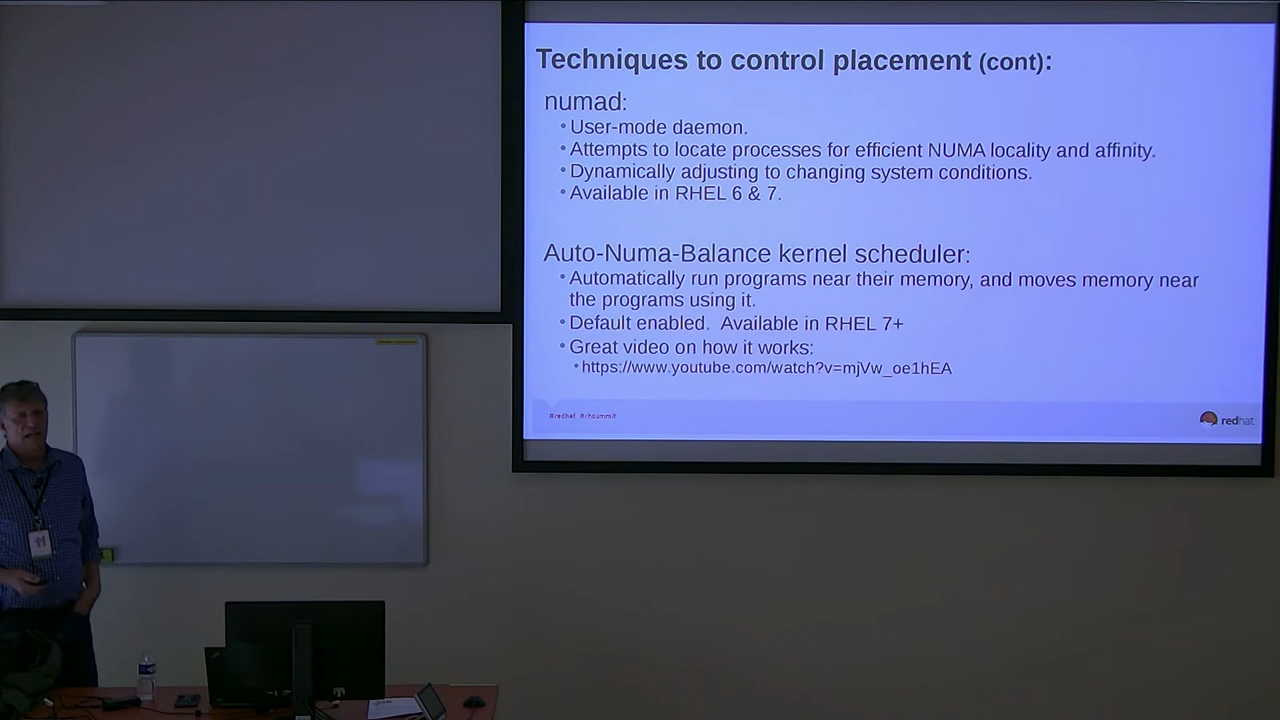 Techniques to control placement (cont):
numad:
•User-mode daemon.
•Attempts to locate processes for efficient NUMA locality and affinity.
•Dynamically adjusting to changing system conditions.
•Available in RHEL 6 & 7.
Auto-Numa-Balance kernel scheduler:
•Automatically run programs near their memory, and moves memory near
the programs using it.
•Default enabled.  Available in RHEL 7+
•Great video on how it works:
•https://www.youtube.com/watch?v=mjVw_oe1hEA
#redhat #rhsummit
redhat.